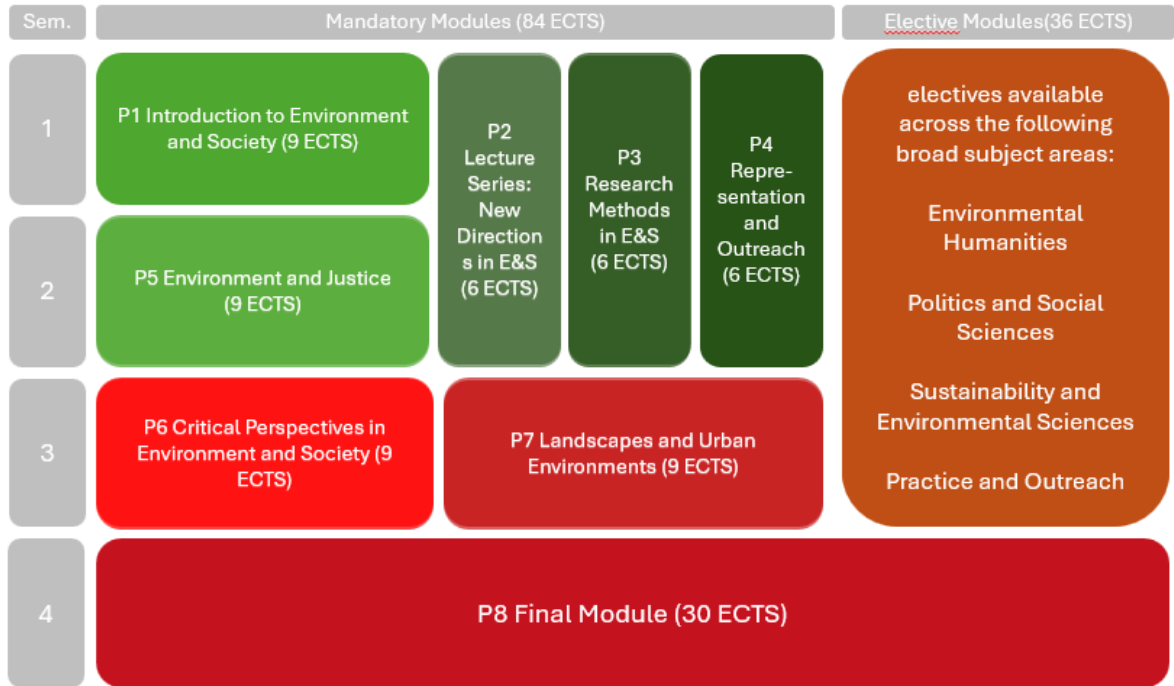 Sem.
Mandatory Modules (84 ECTS)
Elective Modules(36 ECTS)
1
P1 Introduction to Environment
and Society (9 ECTS)
P2
Lecture
Series:
New
Direction
s in E&S
(6 ECTS)
P3
Research
Methods
in E&S
(6 ECTS)
P4
Repre-
sentation
and
Outreach
(6 ECTS)
electives available
across the following
broad subject areas:
Environmental
Humanities
Politics and Social
Sciences
Sustainability and
Environmental Sciences
Practice and Outreach
2
P5 Environment and Justice
(9 ECTS)
3
P6 Critical Perspectives in
Environment and Society (9
ECTS)
P7 Landscapes and Urban
Environments (9 ECTS)
4
P8 Final Module (30 ECTS)